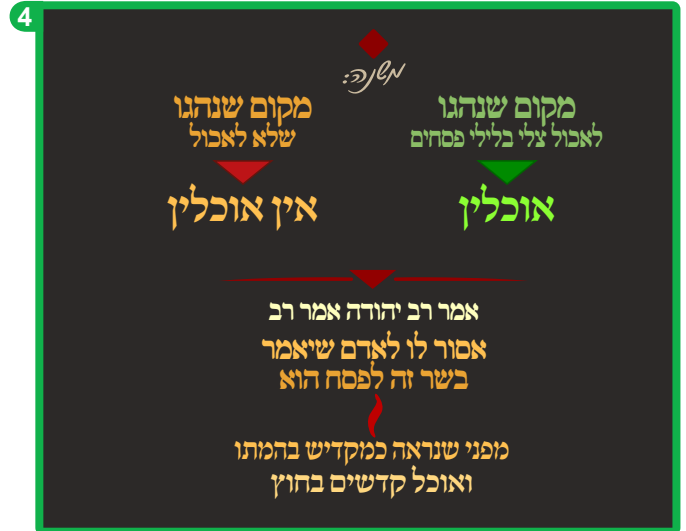 4
משנה:
מקום שנהגו
לאכול צלי בלילי פסחים
אוכלין
מקום שנהגו
שלא לאכול
אין אוכלין
אמר רב יהודה אמר רב
אסור לו לאדם שיאמר
בשר זה לפסח הוא
מפני שנראה כמקדיש בהמתו
ואוכל קדשים בחוץ